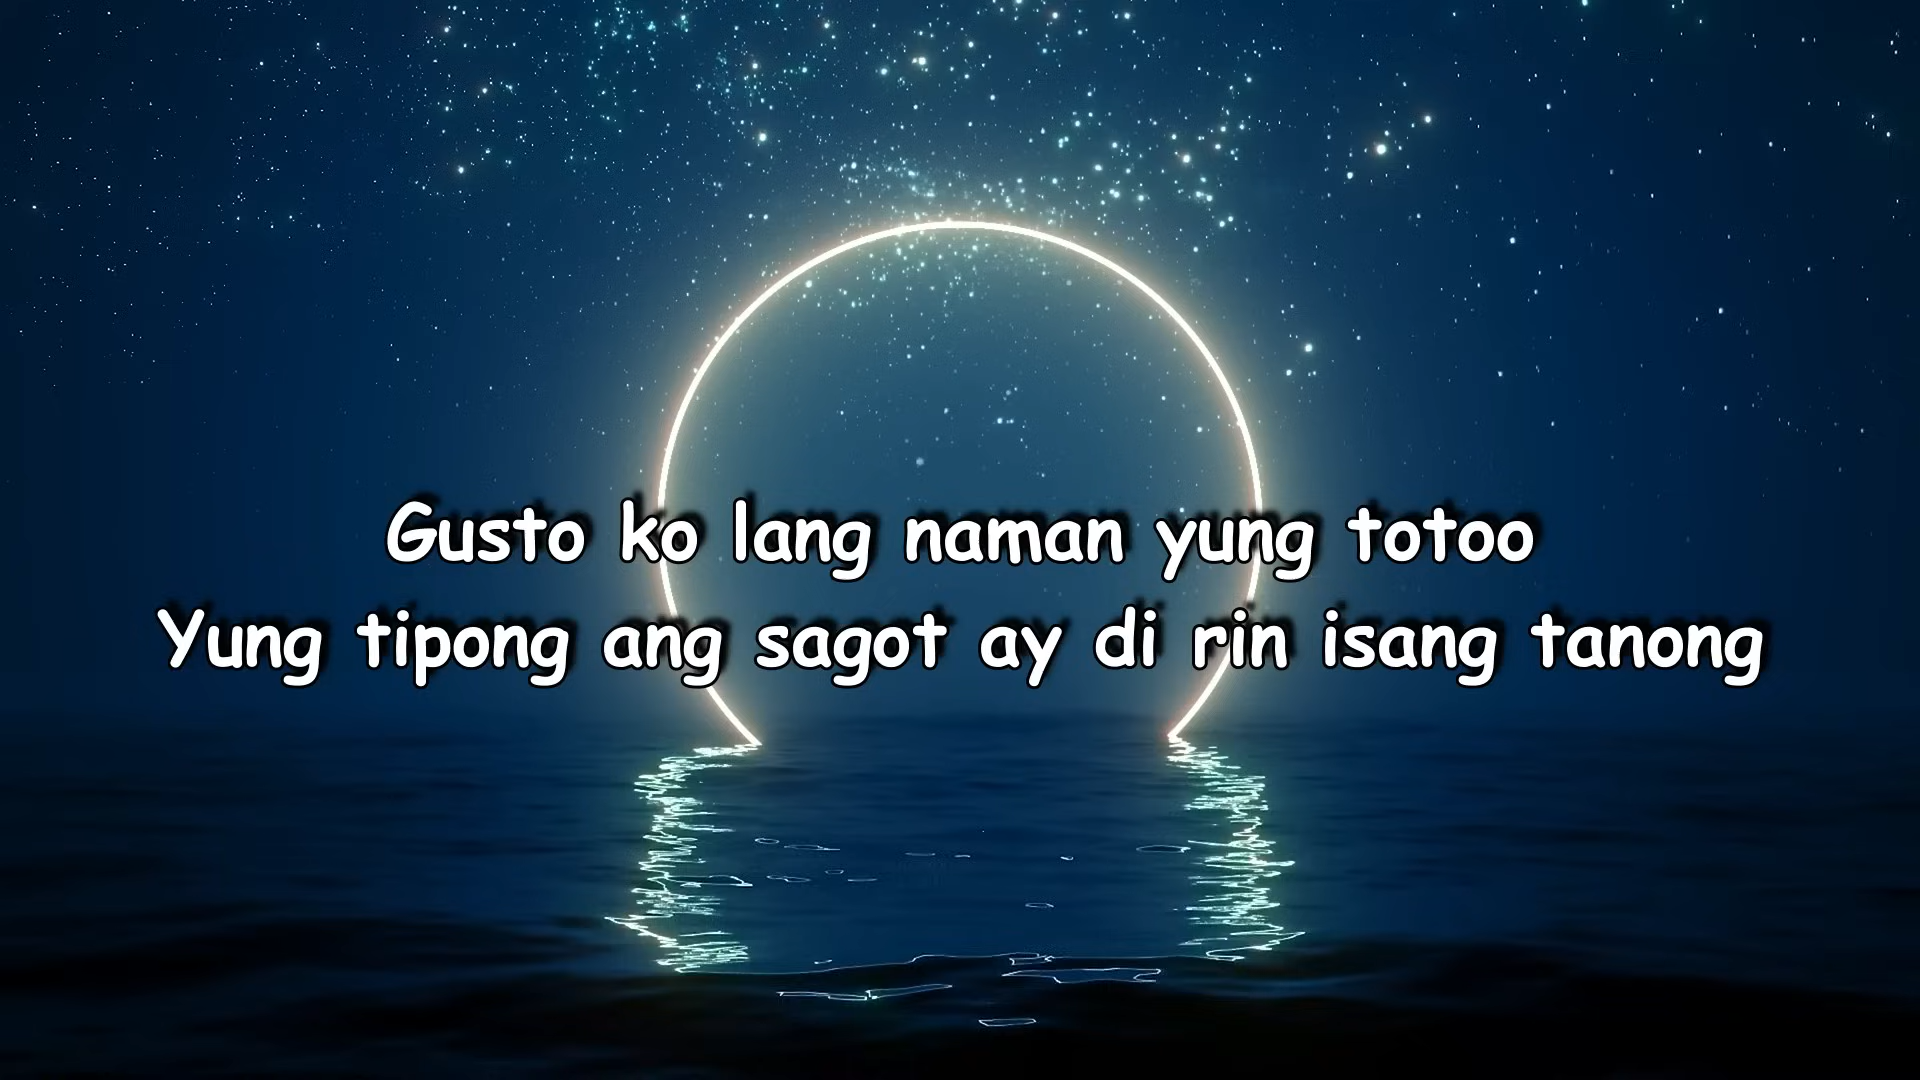 Gusto ko lang naman yung totoo
Yung tipong ang sagot ay di rin isang tanong